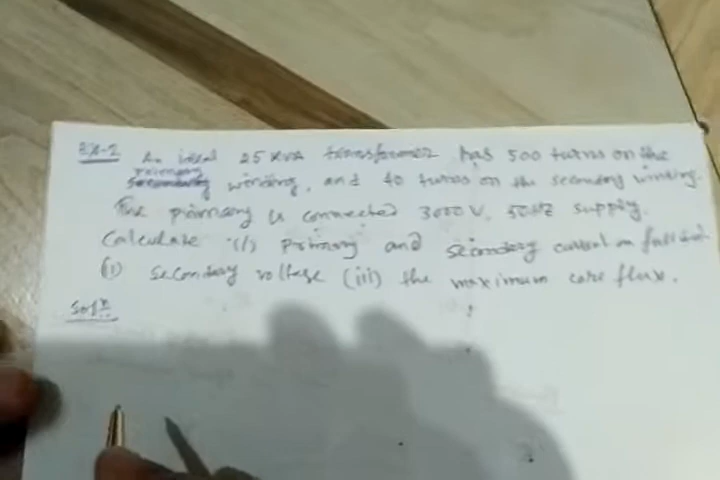 EX-2 An ideal 25 KVA transformer has 500 turns on the
primary
winding, and 40 turns on the secondary winding.
The primary is connected 3000 V, 50HZ supply.
Calculate (i) Primary and secondary current on full load
(ii) Secondary voltage (iii) the maximum core flux.
Solⁿ